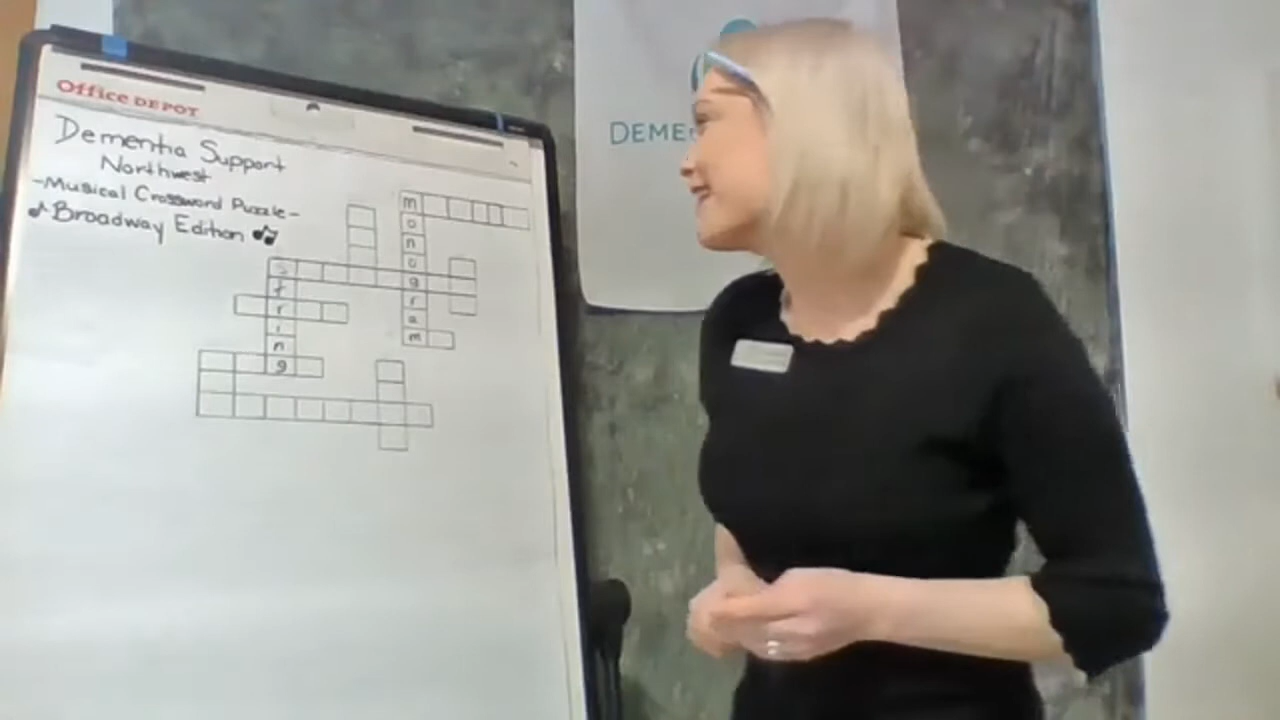 Office DEPOT
Dementia Support
Northwest
-Musical Crossword Puzzle-
Broadway Edition
DEME
m
o
n
o
g
r
a
m
s
t
r
i
n
g